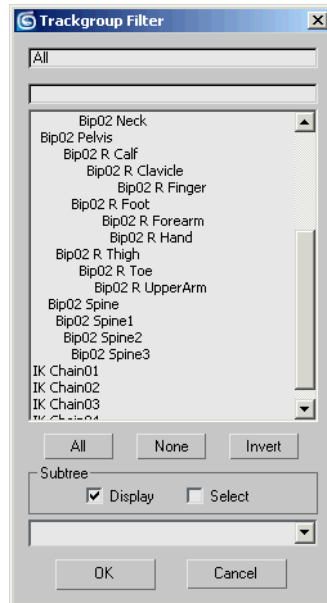 Trackgroup Filter
All
Bip02 Neck
Bip02 Pelvis
Bip02 R Calf
Bip02 R Clavicle
Bip02 R Finger
Bip02 R Foot
Bip02 R Forearm
Bip02 R Hand
Bip02 R Thigh
Bip02 R Toe
Bip02 R UpperArm
Bip02 Spine
Bip02 Spine1
Bip02 Spine2
Bip02 Spine3
IK Chain01
IK Chain02
IK Chain03
IK Chain04
All None Invert
Subtree
Display Select
OK Cancel